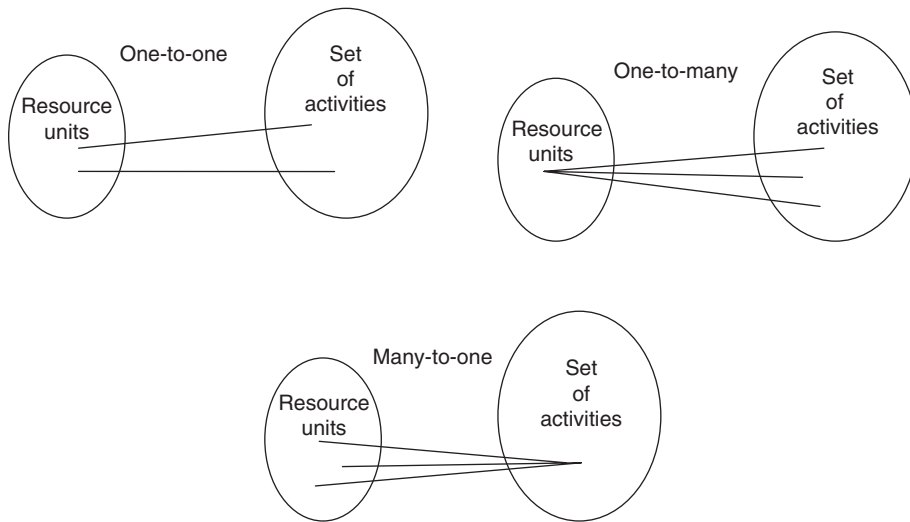 One-to-one
Set
of
activities
Resource
units
One-to-many
Set
of
activities
Resource
units
Many-to-one
Set
of
activities
Resource
units